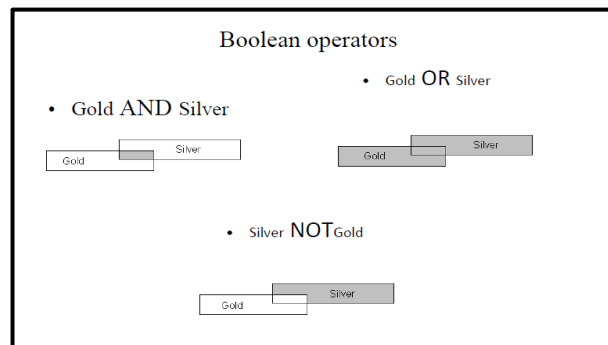 Boolean operators
• Gold OR Silver
• Gold AND Silver
Silver
Gold
Silver
Gold
• Silver NOTGold
Silver
Gold